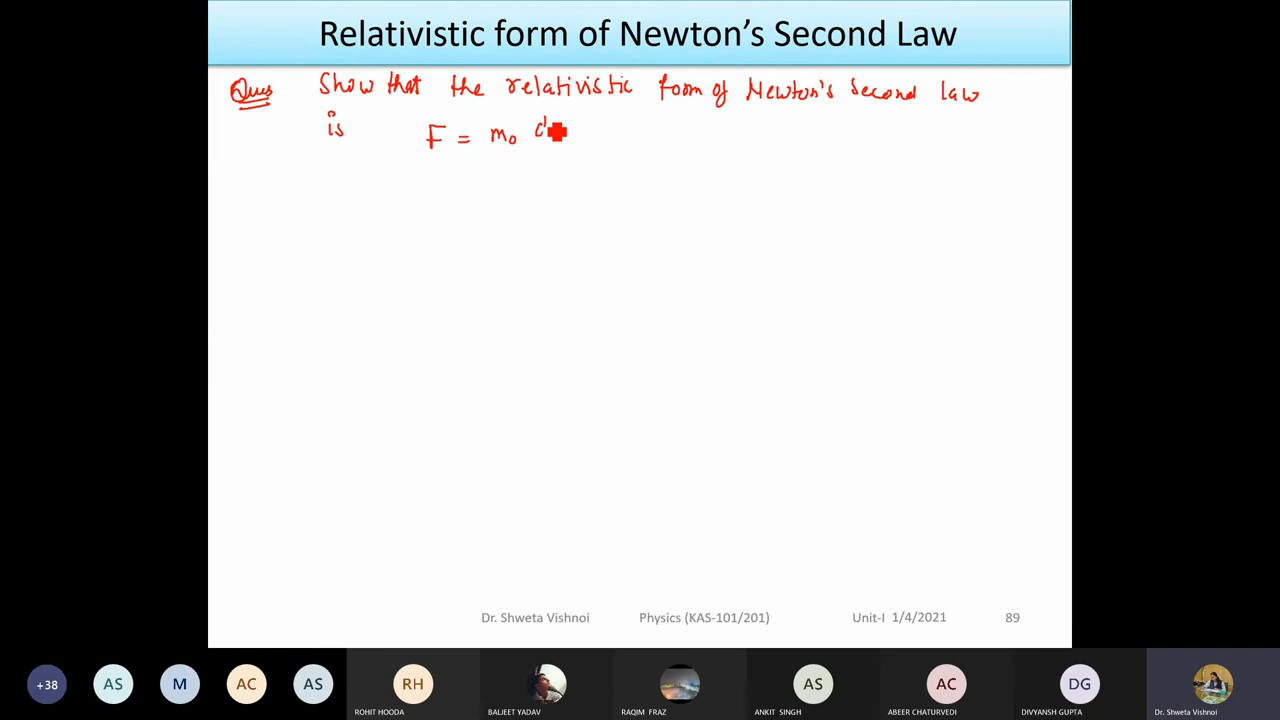 Relativistic form of Newton’s Second Law
Ques Show that the relativistic form of Newton's Second law
is F = m₀ d
Dr. Shweta Vishnoi Physics (KAS-101/201) Unit-I 1/4/2021 89
+38 AS M AC AS RH AS AC DG
ROHIT HOODA BALJEET YADAV RAQIM FRAZ ANKIT SINGH ABEER CHATURVEDI DIVYANSH GUPTA Dr. Shweta Vishnoi